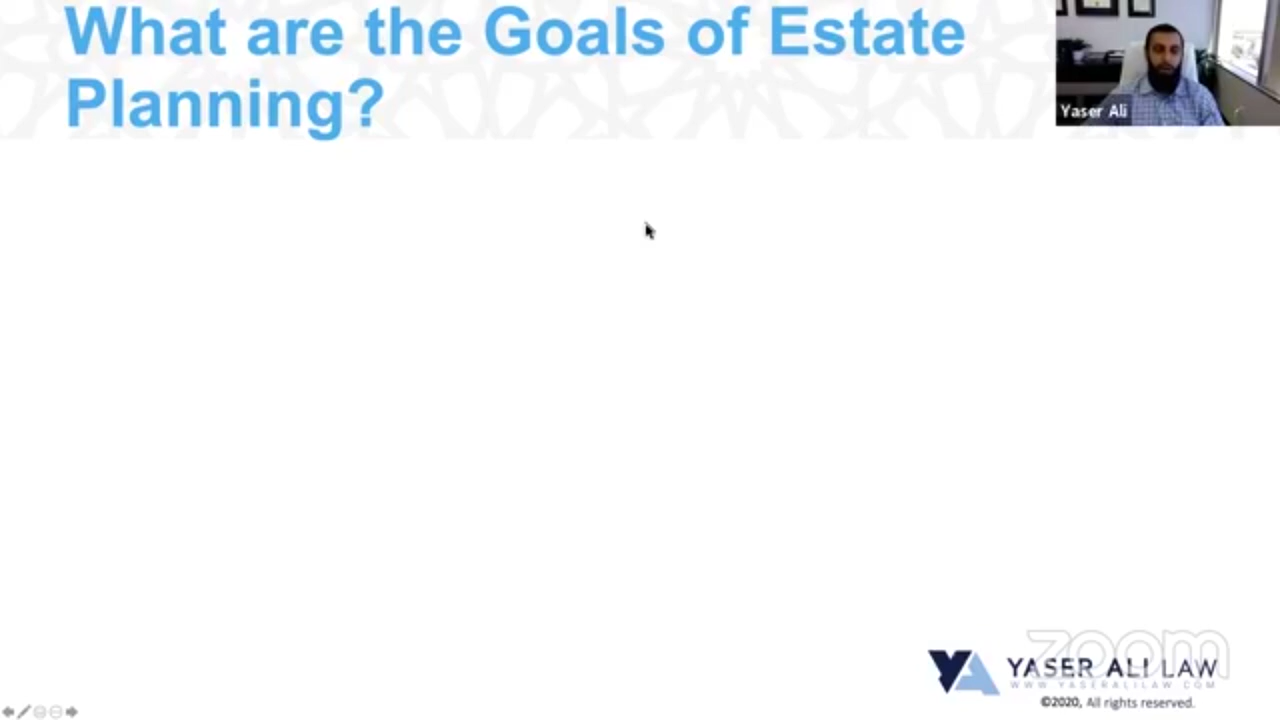 What are the Goals of Estate
Planning?
Yaser Ali
zoom
YASER ALI LAW
WWW.YASERALILAW.COM
©2020, All rights reserved.